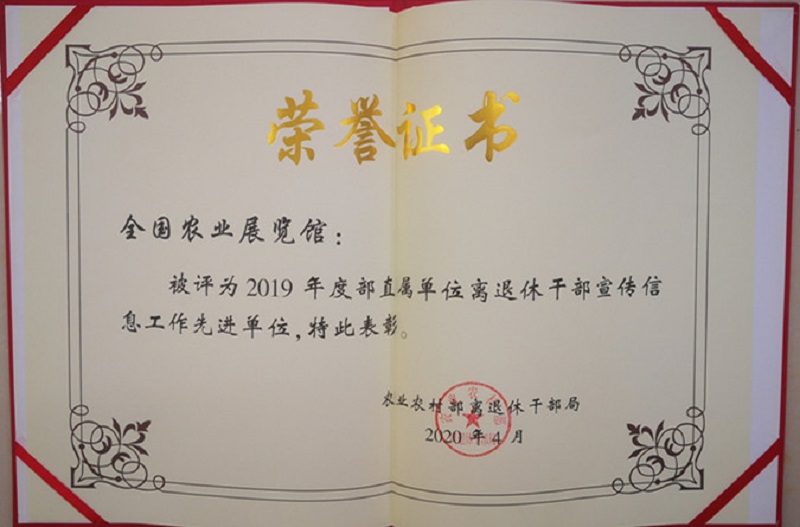 荣誉证书
全国农业展览馆：
被评为2019年度部直属单位离退休干部宣传信
息工作先进单位，特此表彰。
农业农村部离退休干部局
2020年4月